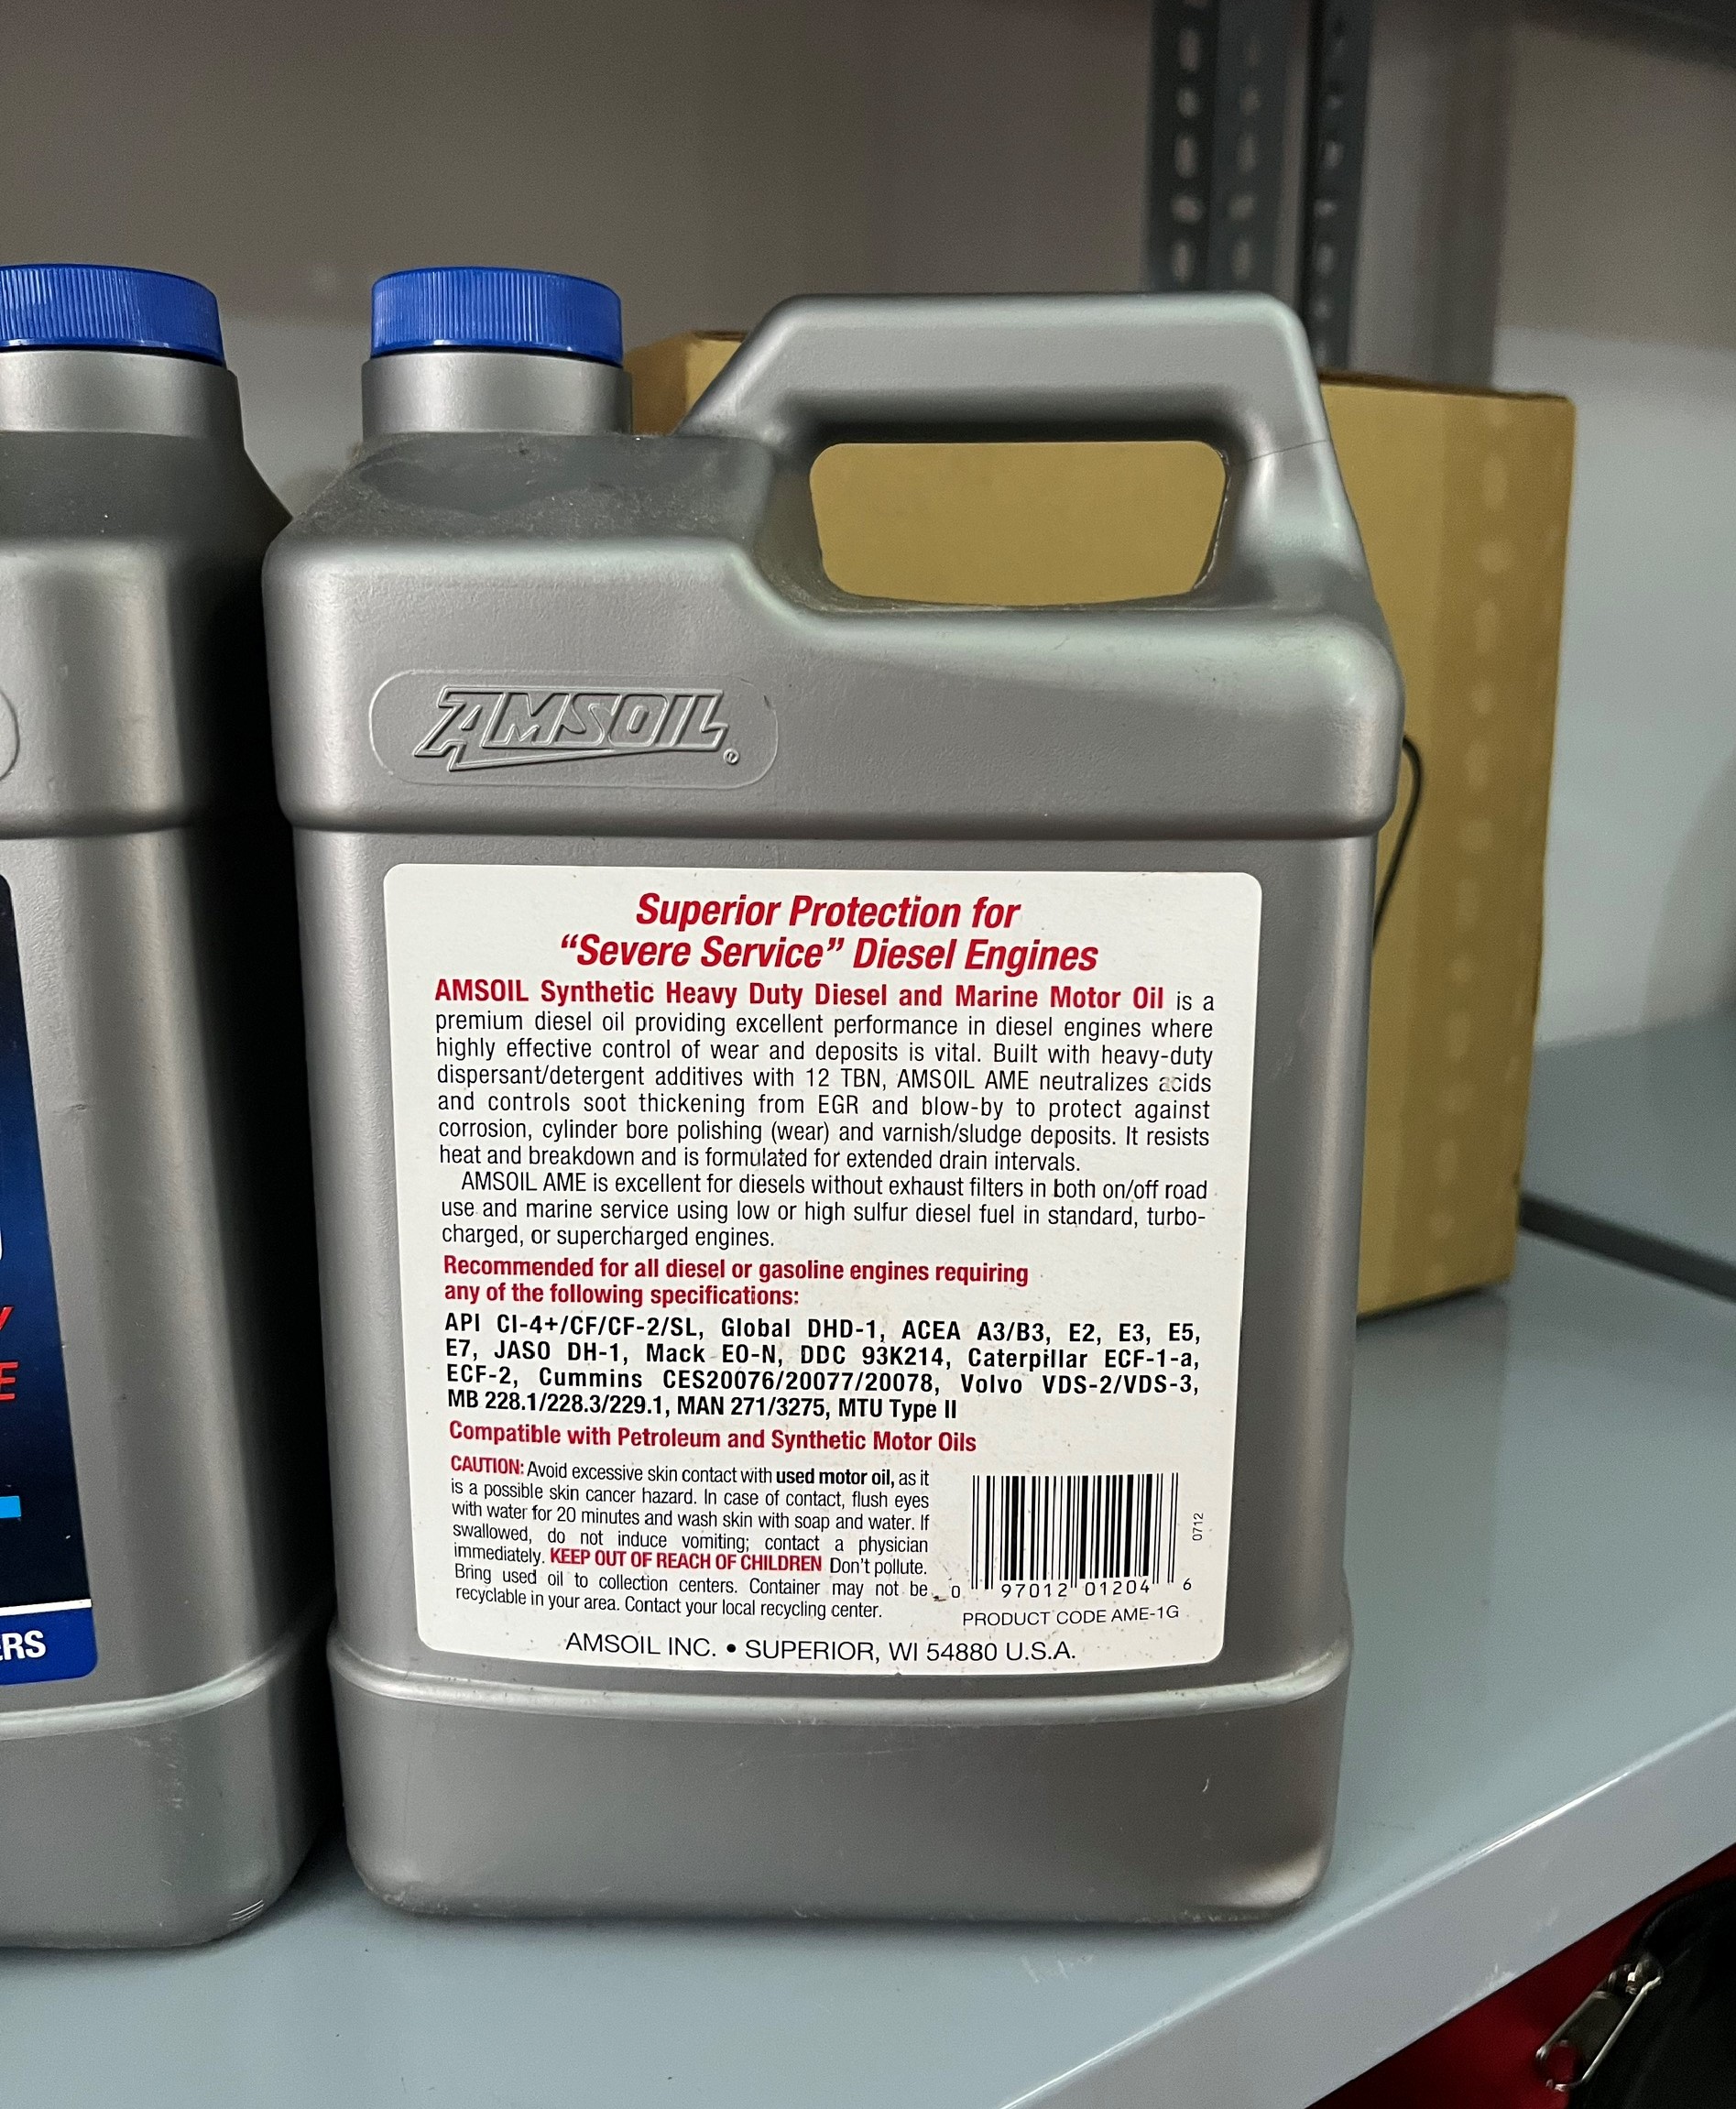 AMSOIL®
Superior Protection for
“Severe Service” Diesel Engines
AMSOIL Synthetic Heavy Duty Diesel and Marine Motor Oil is a
premium diesel oil providing excellent performance in diesel engines where
highly effective control of wear and deposits is vital. Built with heavy-duty
dispersant/detergent additives with 12 TBN, AMSOIL AME neutralizes acids
and controls soot thickening from EGR and blow-by to protect against
corrosion, cylinder bore polishing (wear) and varnish/sludge deposits. It resists
heat and breakdown and is formulated for extended drain intervals.
AMSOIL AME is excellent for diesels without exhaust filters in both on/off road
use and marine service using low or high sulfur diesel fuel in standard, turbo-
charged, or supercharged engines.
Recommended for all diesel or gasoline engines requiring
any of the following specifications:
API CI-4+/CF/CF-2/SL, Global DHD-1, ACEA A3/B3, E2, E3, E5,
E7, JASO DH-1, Mack EO-N, DDC 93K214, Caterpillar ECF-1-a,
ECF-2, Cummins CES20076/20077/20078, Volvo VDS-2/VDS-3,
MB 228.1/228.3/229.1, MAN 271/3275, MTU Type II
Compatible with Petroleum and Synthetic Motor Oils
CAUTION: Avoid excessive skin contact with used motor oil, as it
is a possible skin cancer hazard. In case of contact, flush eyes
with water for 20 minutes and wash skin with soap and water. If
swallowed, do not induce vomiting; contact a physician
immediately. KEEP OUT OF REACH OF CHILDREN Don't pollute.
Bring used oil to collection centers. Container may not be
recyclable in your area. Contact your local recycling center.
0712
0 97012 01204 6
PRODUCT CODE AME-1G
AMSOIL INC. • SUPERIOR, WI 54880 U.S.A.